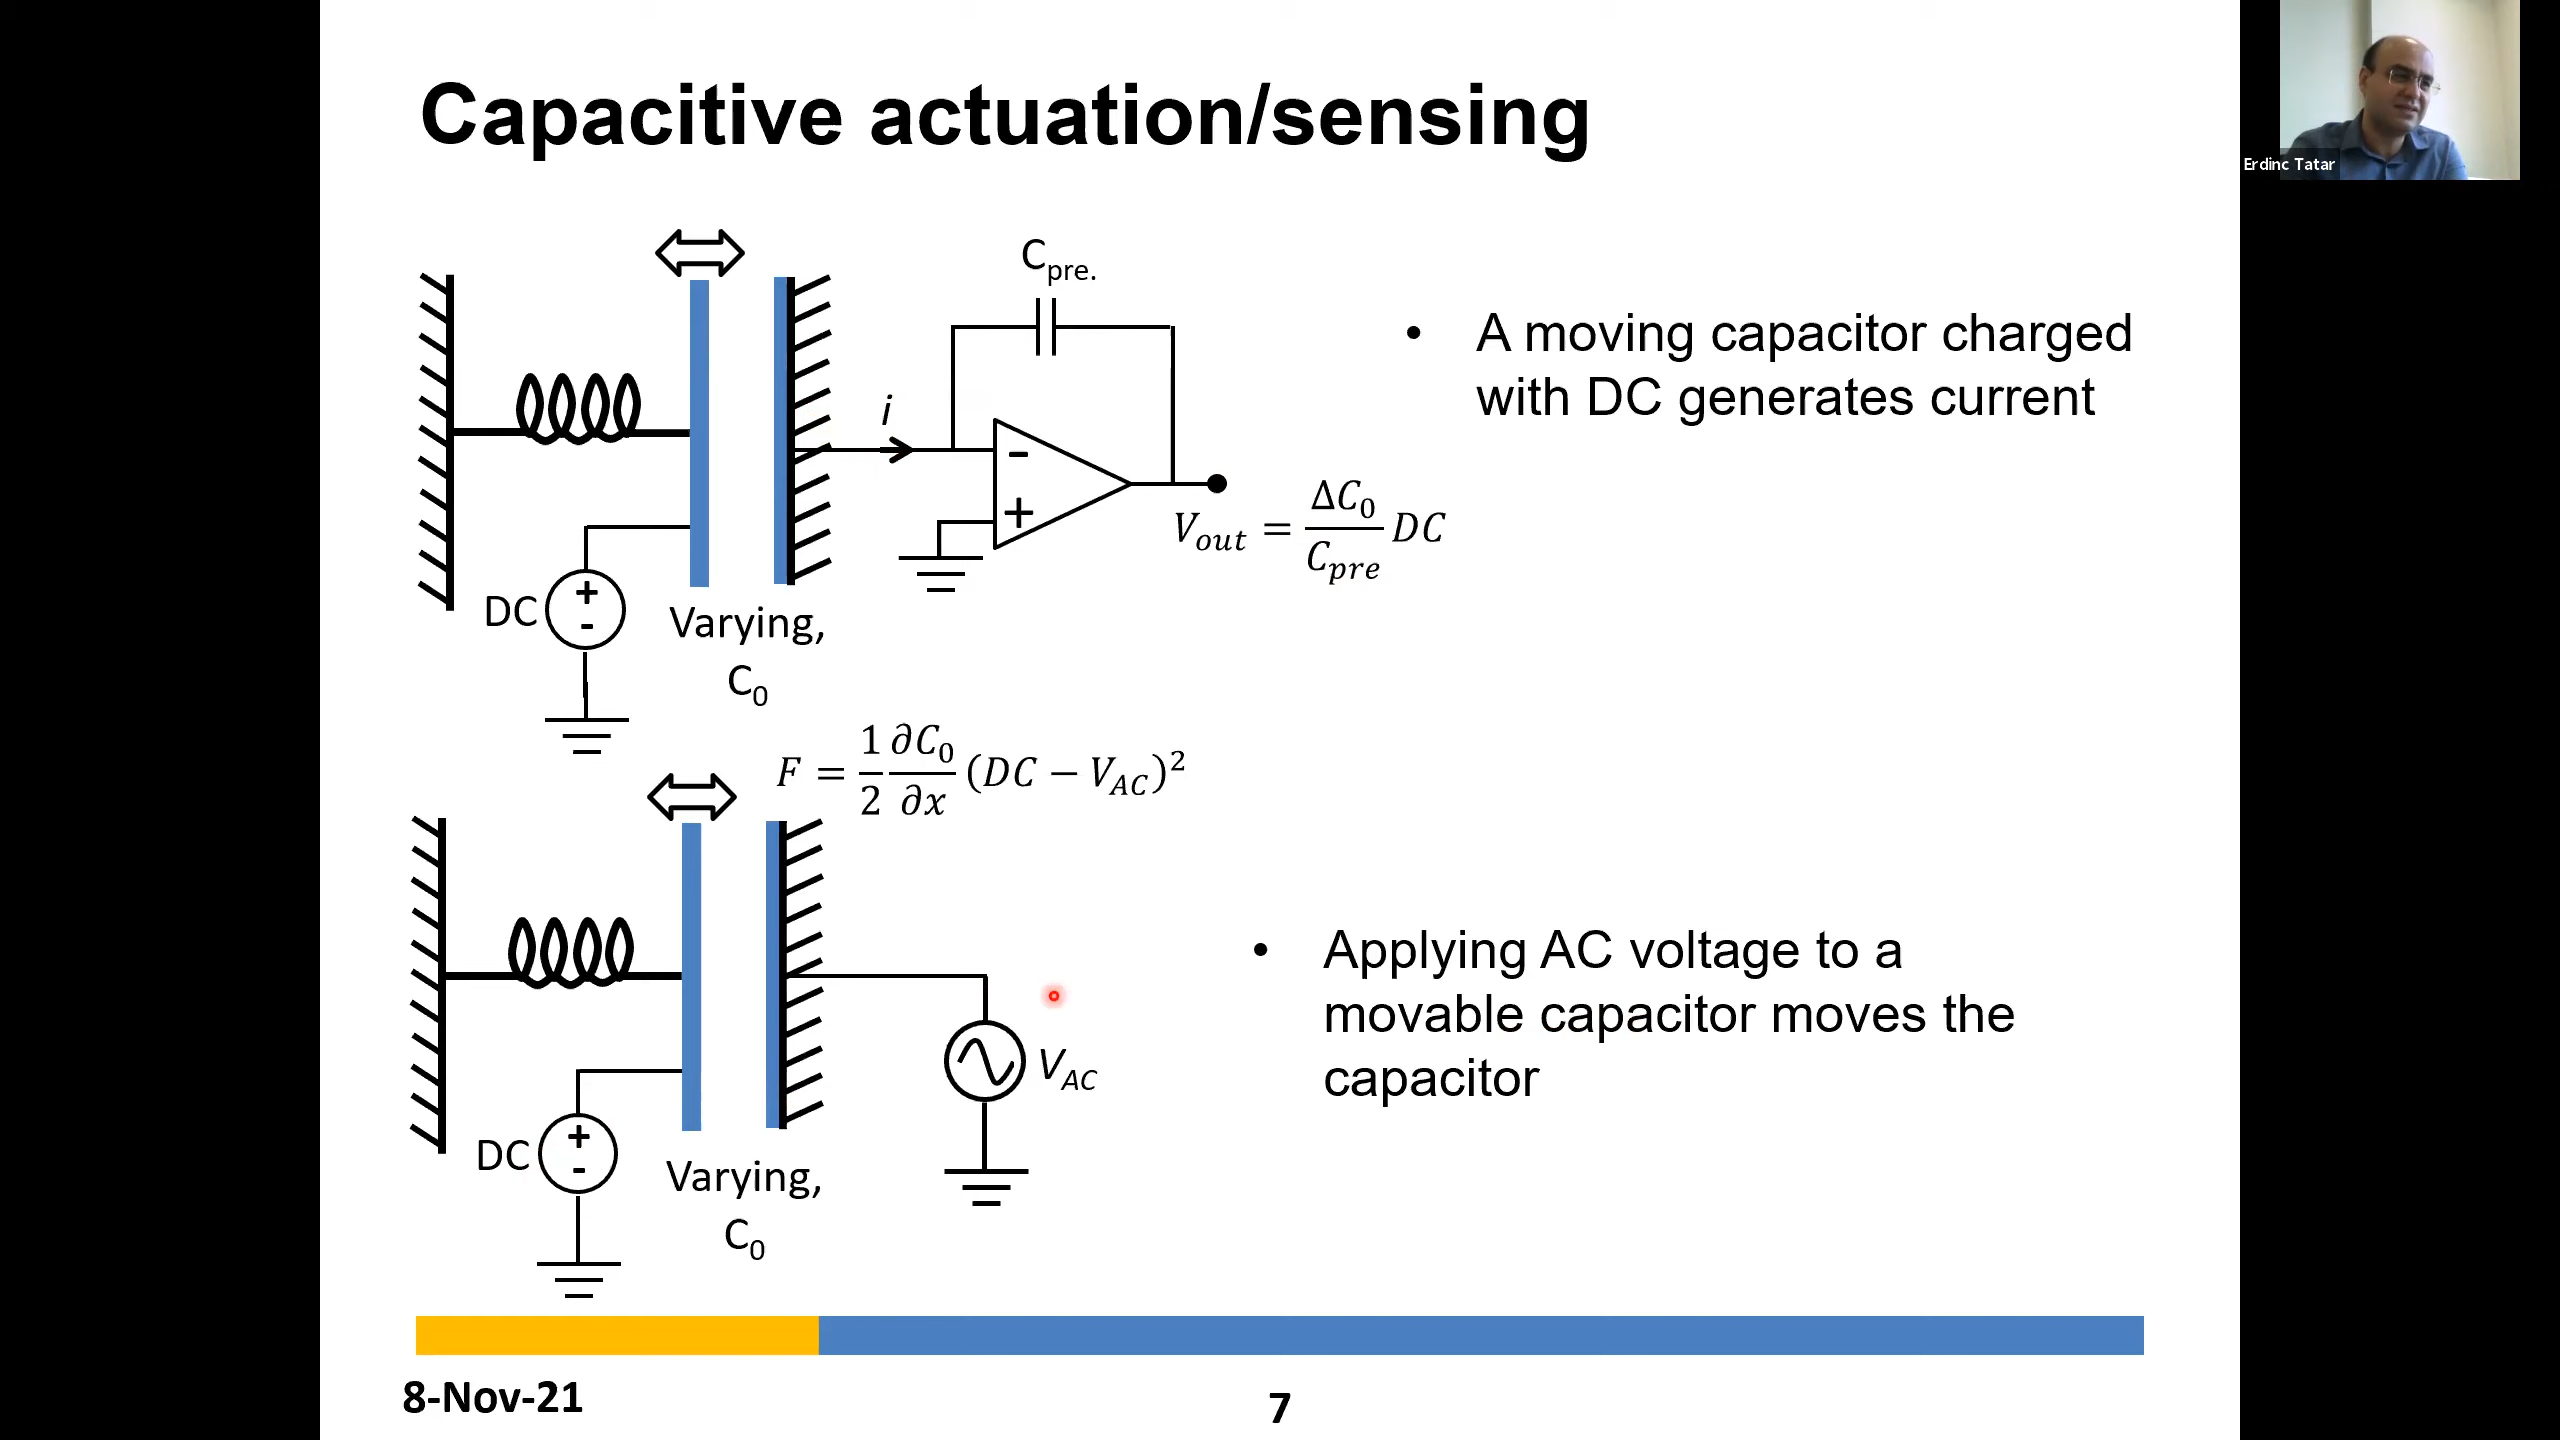 Capacitive actuation/sensing
Erdinc Tatar
C_pre.
• A moving capacitor charged
with DC generates current
i
-
+
V_out = ΔC_0/C_pre DC
DC
+
-
Varying,
C_0
F = 1/2 ∂C_0/∂x (DC − V_AC)^2
• Applying AC voltage to a
movable capacitor moves the
capacitor
V_AC
DC
+
-
Varying,
C_0
8-Nov-21
7